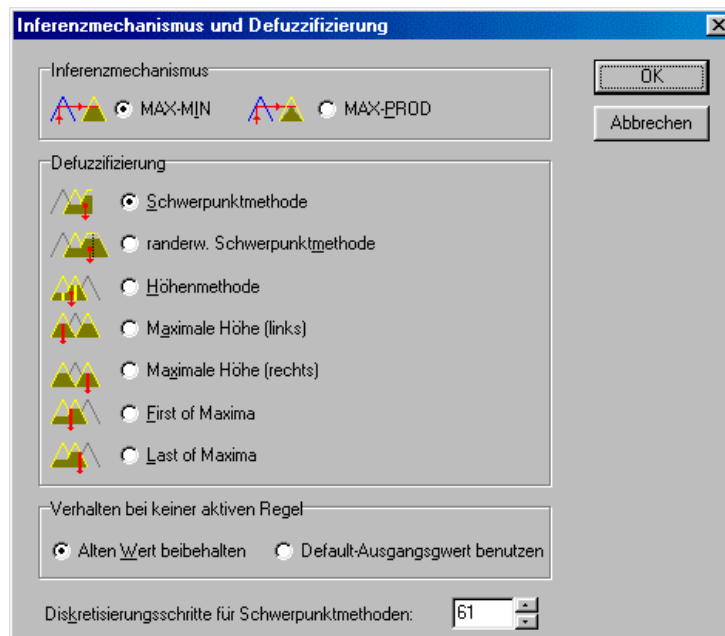 Inferenzmechanismus und Defuzzifizierung
Inferenzmechanismus
MAX-MIN
MAX-PROD
OK
Abbrechen
Defuzzifizierung
Schwerpunktmethode
randerw. Schwerpunktmethode
Höhenmethode
Maximale Höhe (links)
Maximale Höhe (rechts)
First of Maxima
Last of Maxima
Verhalten bei keiner aktiven Regel
Alten Wert beibehalten
Default-Ausgangsgwert benutzen
Diskretisierungsschritte für Schwerpunktmethoden: 61